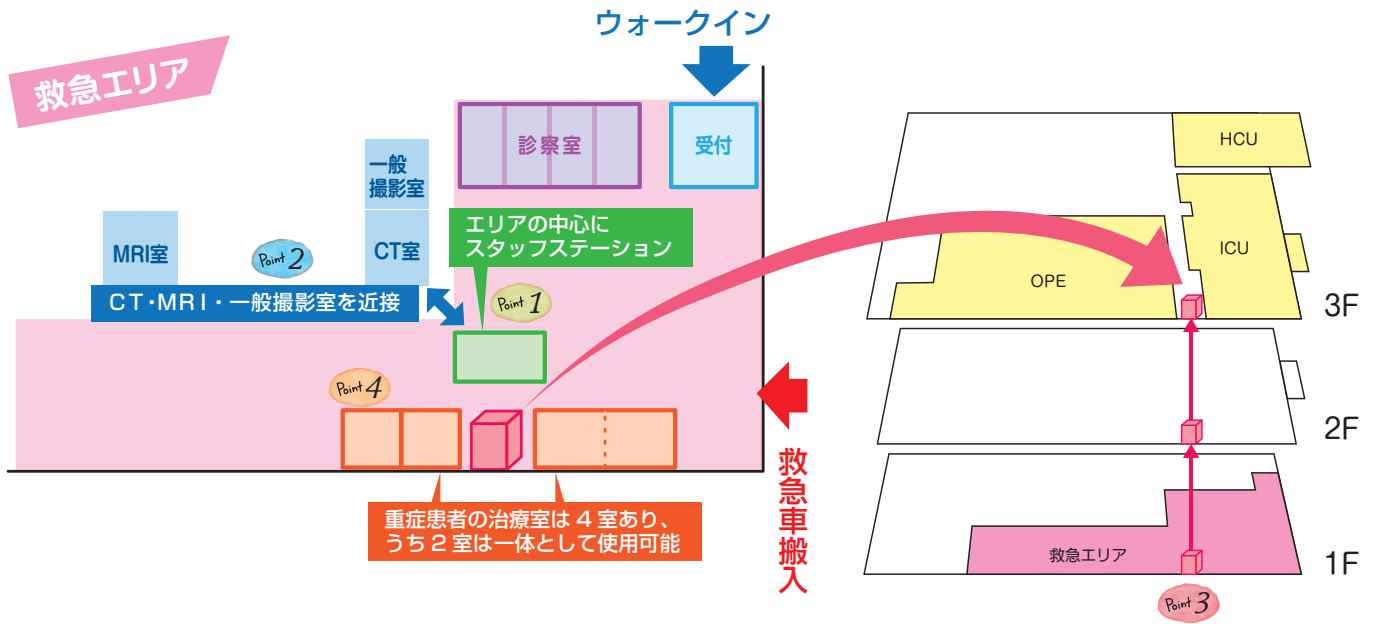 救急エリア
ウォークイン
診察室
受付
一般
撮影室
MRI室
CT室
Point 2
CT・MRI・一般撮影室を近接
エリアの中心に
スタッフステーション
Point 1
Point 4
重症患者の治療室は4室あり、
うち2室は一体として使用可能
救急車搬入
HCU
ICU
OPE
3F
2F
救急エリア
1F
Point 3